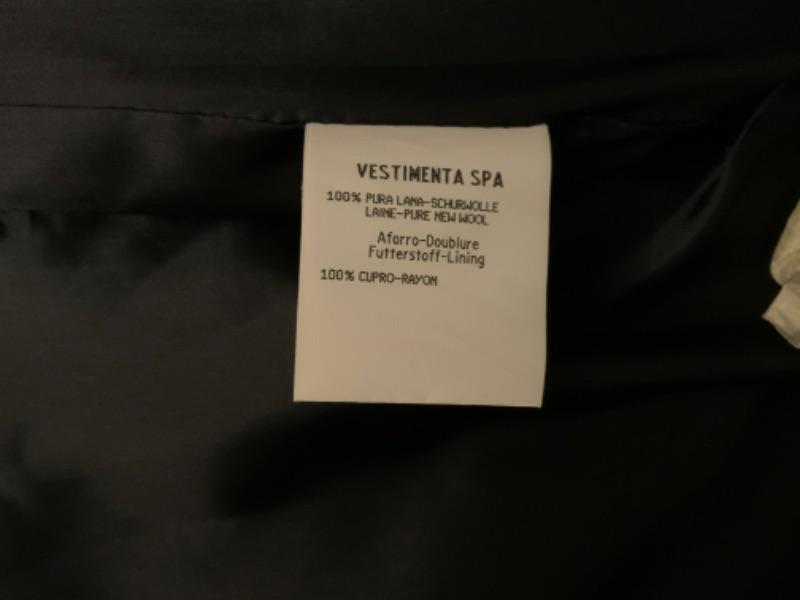 VESTIMENTA SPA
100% PURA LANA-SCHURWOLLE
LAINE-PURE NEW WOOL
Aforro-Doublure
Futterstoff-Lining
100% CUPRO-RAYON